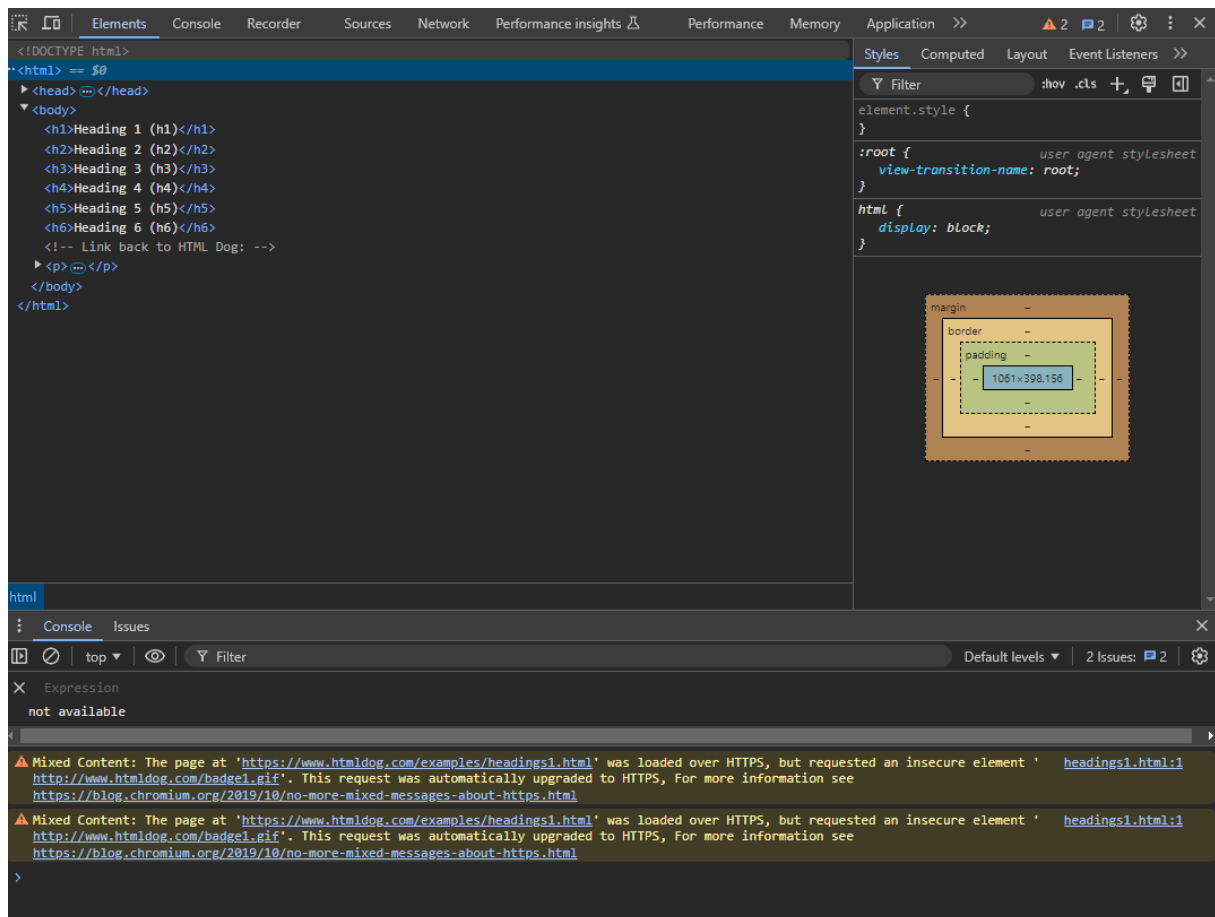 Elements Console Recorder Sources Network Performance insights Performance Memory Application 2 2
<!DOCTYPE html>
<html> == $0
<head> </head>
<body>
<h1>Heading 1 (h1)</h1>
<h2>Heading 2 (h2)</h2>
<h3>Heading 3 (h3)</h3>
<h4>Heading 4 (h4)</h4>
<h5>Heading 5 (h5)</h5>
<h6>Heading 6 (h6)</h6>
<!-- Link back to HTML Dog: -->
<p> </p>
</body>
</html>
html
Styles Computed Layout Event Listeners
Filter :hov .cls
element.style {
}
:root { user agent stylesheet
view-transition-name: root;
}
html { user agent stylesheet
display: block;
}
margin -
border -
padding -
- - - 1061×398.156 - - -
-
-
-
Console Issues
top Filter Default levels 2 Issues: 2
Expression
not available
Mixed Content: The page at 'https://www.htmldog.com/examples/headings1.html' was loaded over HTTPS, but requested an insecure element ' headings1.html:1
http://www.htmldog.com/badge1.gif'. This request was automatically upgraded to HTTPS, For more information see
https://blog.chromium.org/2019/10/no-more-mixed-messages-about-https.html
Mixed Content: The page at 'https://www.htmldog.com/examples/headings1.html' was loaded over HTTPS, but requested an insecure element ' headings1.html:1
http://www.htmldog.com/badge1.gif'. This request was automatically upgraded to HTTPS, For more information see
https://blog.chromium.org/2019/10/no-more-mixed-messages-about-https.html